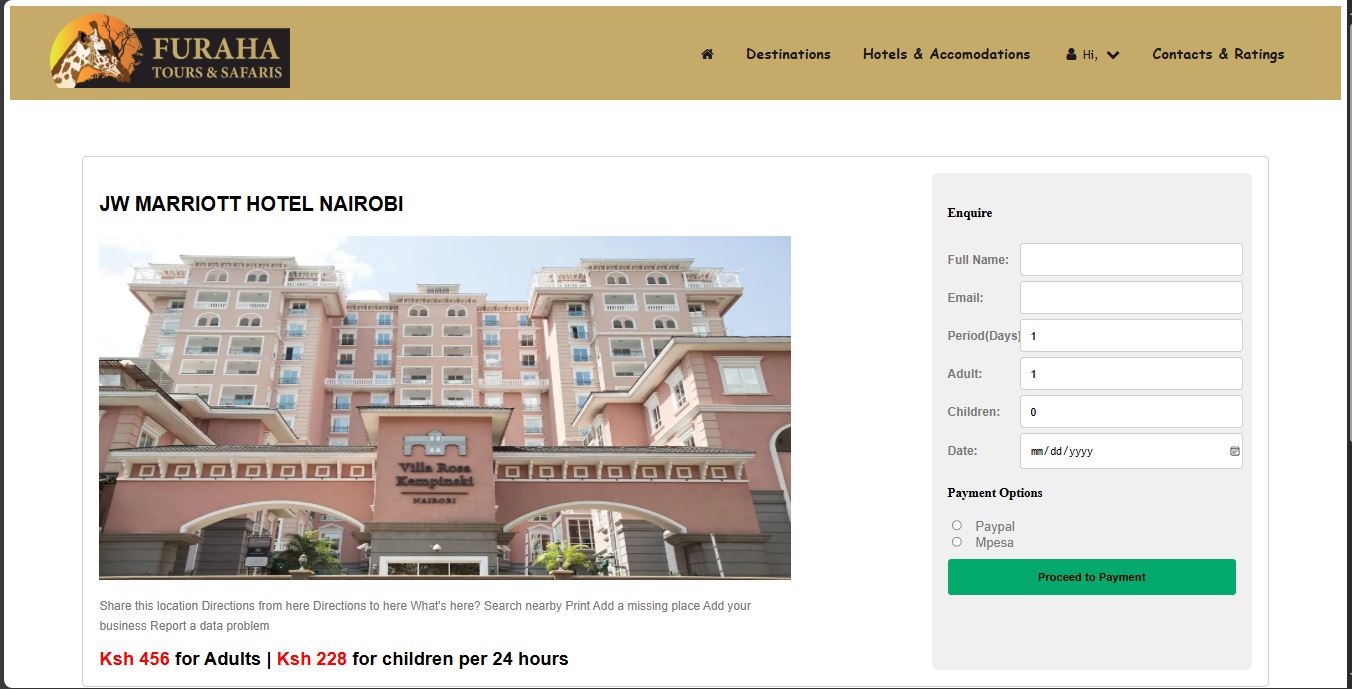 FURAHA
TOURS & SAFARIS
Destinations
Hotels & Accomodations
Hi,
Contacts & Ratings
JW MARRIOTT HOTEL NAIROBI
Villa Rosa
Kempinski
NAIROBI
Share this location Directions from here Directions to here What's here? Search nearby Print Add a missing place Add your
business Report a data problem
Ksh 456 for Adults | Ksh 228 for children per 24 hours
Enquire
Full Name:
Email:
Period(Days) 1
Adult: 1
Children: 0
Date: mm/dd/yyyy
Payment Options
Paypal
Mpesa
Proceed to Payment